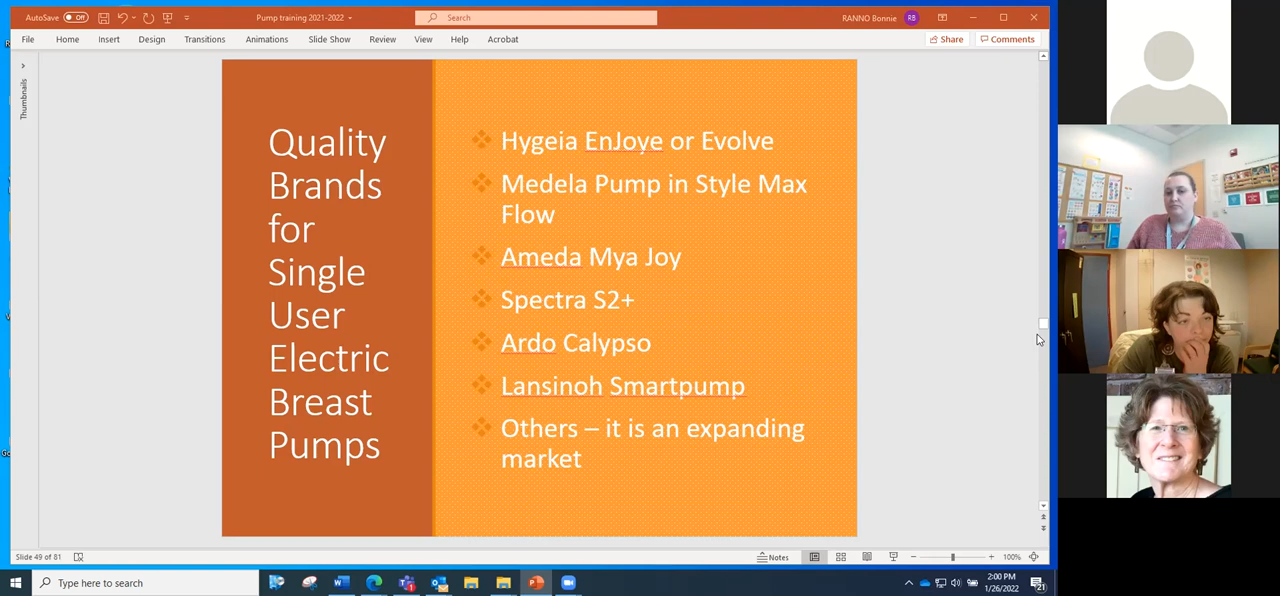 AutoSave Off
Pump training 2021-2022
Search
RANNO Bonnie RB
File Home Insert Design Transitions Animations Slide Show Review View Help Acrobat
Share Comments
Thumbnails
Quality
Brands
for
Single
User
Electric
Breast
Pumps
Hygeia EnJoye or Evolve
Medela Pump in Style Max
Flow
Ameda Mya Joy
Spectra S2+
Ardo Calypso
Lansinoh Smartpump
Others – it is an expanding
market
Slide 49 of 81
Notes
100%
Type here to search
2:00 PM
1/26/2022
21